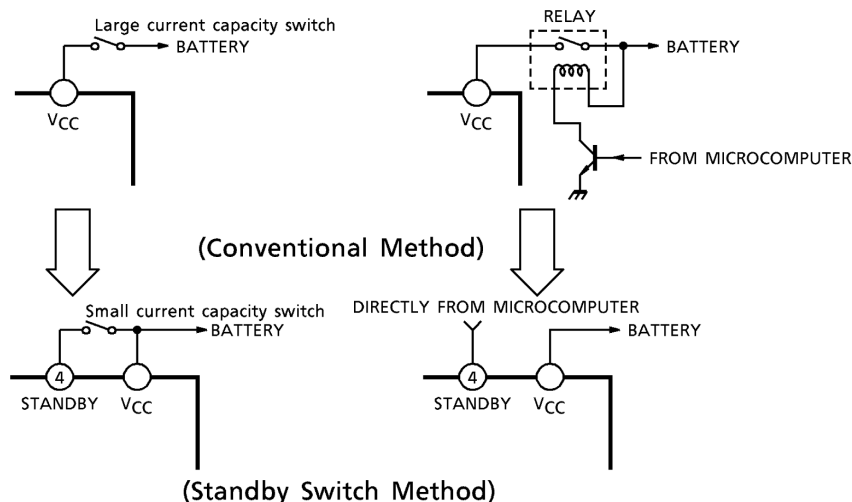 Large current capacity switch
BATTERY
VCC
RELAY
BATTERY
VCC
FROM MICROCOMPUTER
(Conventional Method)
Small current capacity switch
BATTERY
4
STANDBY VCC
DIRECTLY FROM MICROCOMPUTER
BATTERY
4
STANDBY VCC
(Standby Switch Method)